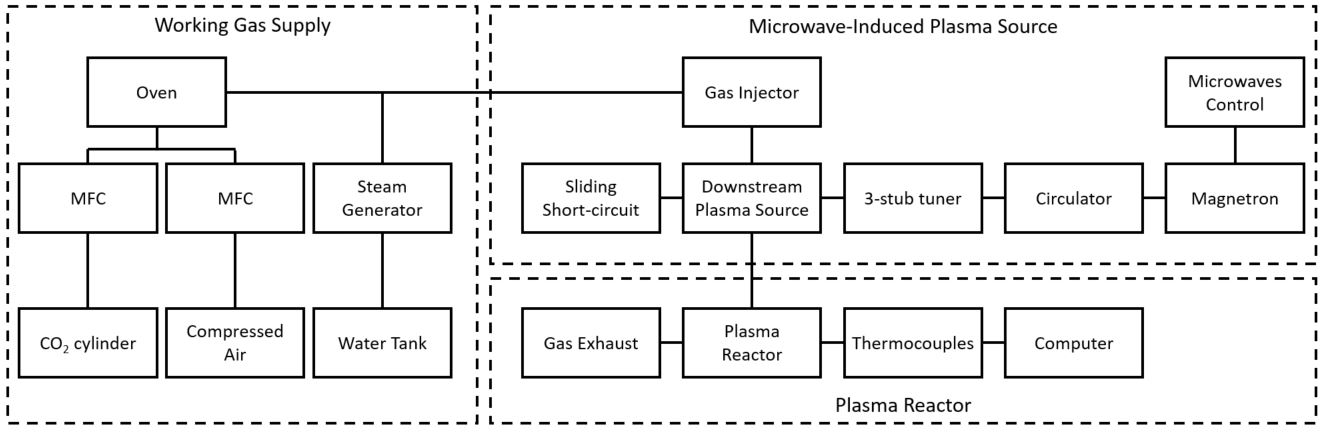 Working Gas Supply
Oven
MFC
MFC
Steam
Generator
CO₂ cylinder
Compressed
Air
Water Tank
Microwave-Induced Plasma Source
Gas Injector
Microwaves
Control
Sliding
Short-circuit
Downstream
Plasma Source
3-stub tuner
Circulator
Magnetron
Gas Exhaust
Plasma
Reactor
Thermocouples
Computer
Plasma Reactor